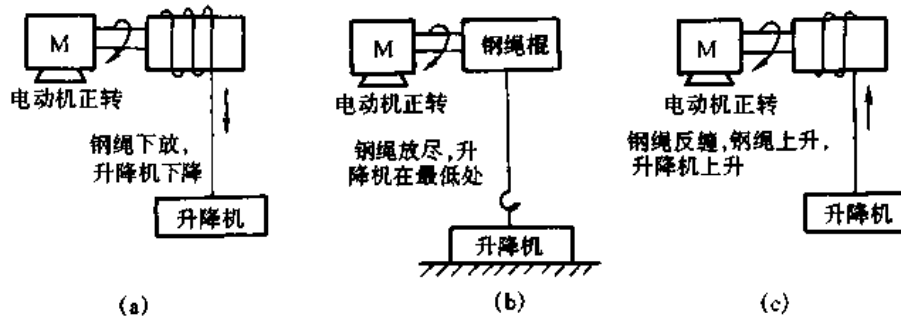 M
电动机正转
钢绳下放,
升降机下降
升降机
(a)
M
钢绳棍
电动机正转
钢绳放尽,升
降机在最低处
升降机
(b)
M
电动机正转
钢绳反缠,钢绳上升,
升降机上升
升降机
(c)